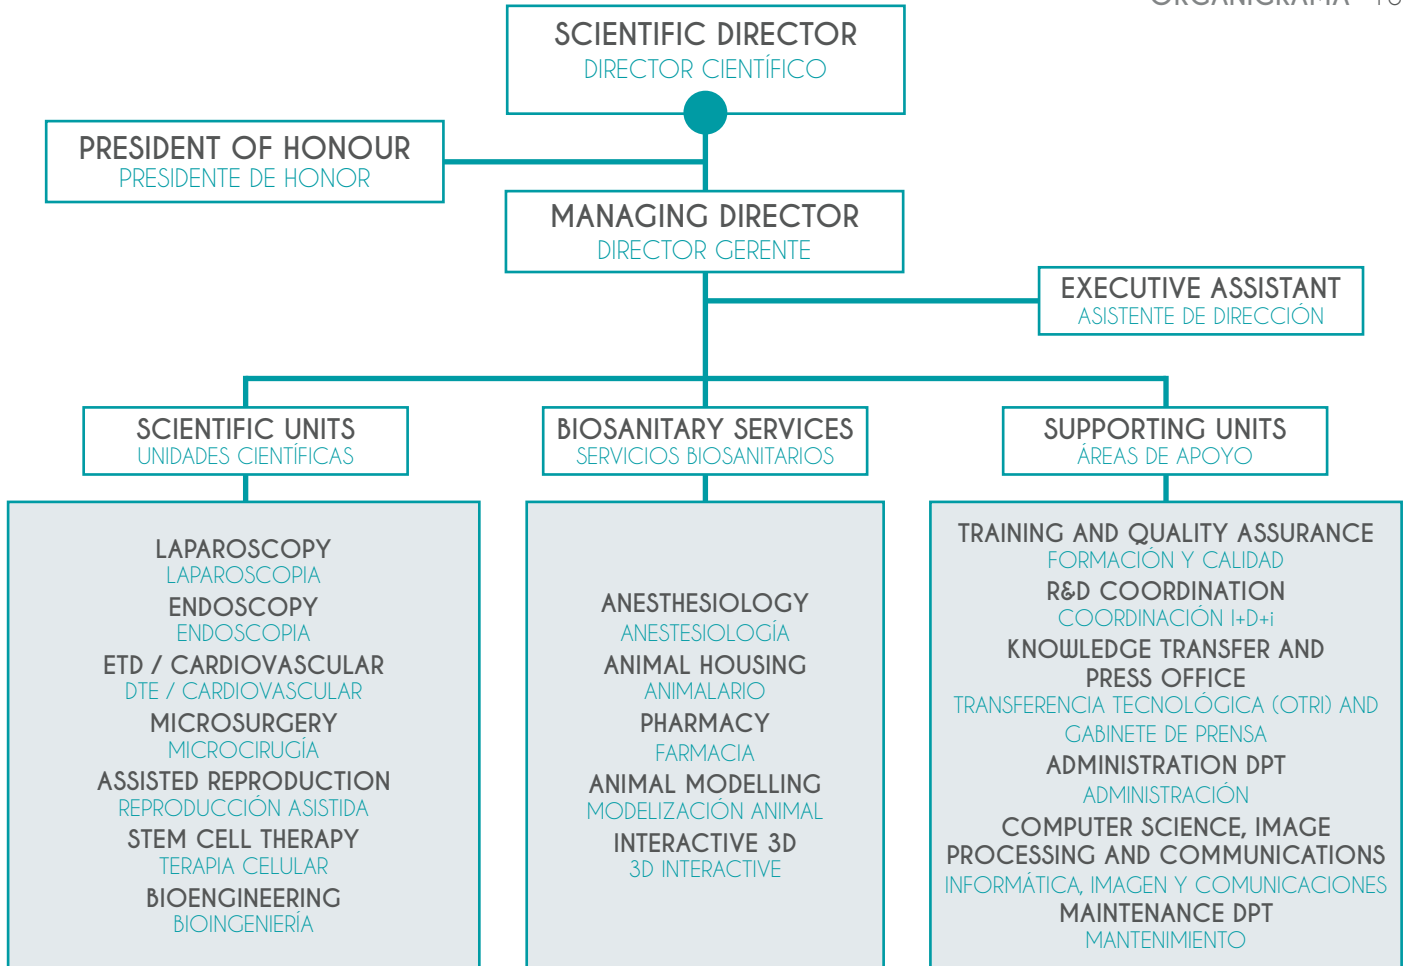 SCIENTIFIC DIRECTOR
DIRECTOR CIENTÍFICO
PRESIDENT OF HONOUR
PRESIDENTE DE HONOR
MANAGING DIRECTOR
DIRECTOR GERENTE
EXECUTIVE ASSISTANT
ASISTENTE DE DIRECCIÓN
SCIENTIFIC UNITS
UNIDADES CIENTÍFICAS
LAPAROSCOPY
LAPAROSCOPIA
ENDOSCOPY
ENDOSCOPIA
ETD / CARDIOVASCULAR
DTE / CARDIOVASCULAR
MICROSURGERY
MICROCIRUGÍA
ASSISTED REPRODUCTION
REPRODUCCIÓN ASISTIDA
STEM CELL THERAPY
TERAPIA CELULAR
BIOENGINEERING
BIOINGENIERÍA
BIOSANITARY SERVICES
SERVICIOS BIOSANITARIOS
ANESTHESIOLOGY
ANESTESIOLOGÍA
ANIMAL HOUSING
ANIMALARIO
PHARMACY
FARMACIA
ANIMAL MODELLING
MODELIZACIÓN ANIMAL
INTERACTIVE 3D
3D INTERACTIVE
SUPPORTING UNITS
ÁREAS DE APOYO
TRAINING AND QUALITY ASSURANCE
FORMACIÓN Y CALIDAD
R&D COORDINATION
COORDINACIÓN I+D+i
KNOWLEDGE TRANSFER AND
PRESS OFFICE
TRANSFERENCIA TECNOLÓGICA (OTRI) AND
GABINETE DE PRENSA
ADMINISTRATION DPT
ADMINISTRACIÓN
COMPUTER SCIENCE, IMAGE
PROCESSING AND COMMUNICATIONS
INFORMÁTICA, IMAGEN Y COMUNICACIONES
MAINTENANCE DPT
MANTENIMIENTO